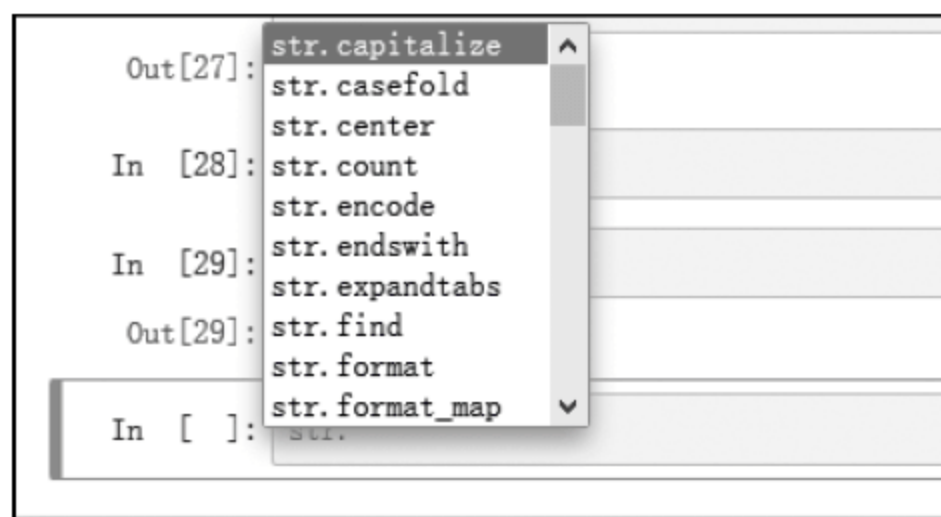 str.capitalize
Out[27]:
str.casefold
str.center
In [28]:
str.count
str.encode
str.endswith
In [29]:
str.expandtabs
Out[29]:
str.find
str.format
str.format_map
In [ ]:
str.